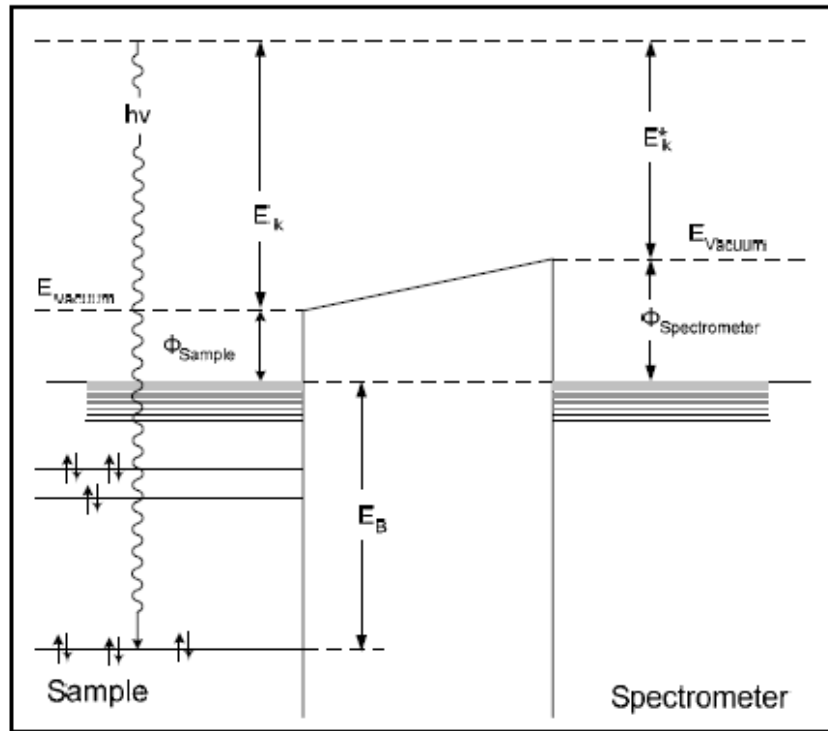 hν
E_k
E*_k
E_Vacuum
E_Vacuum
Φ_Sample
Φ_Spectrometer
E_B
Sample
Spectrometer